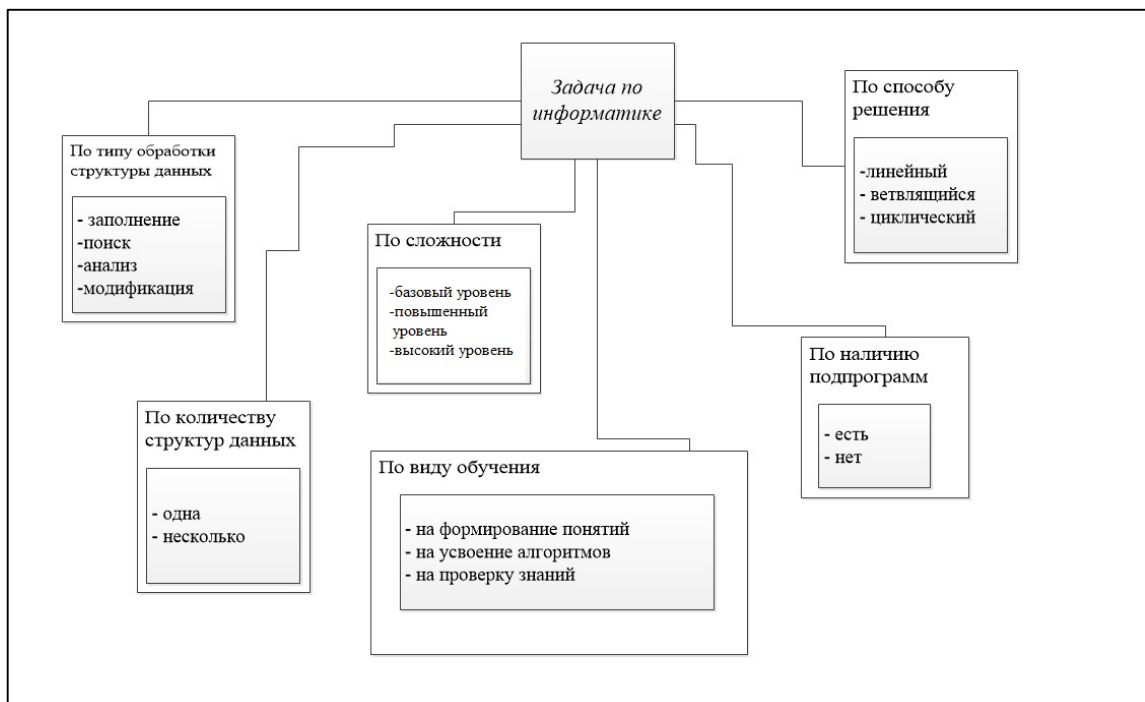 Задача по
информатике
По способу
решения
-линейный
- ветвлящийся
- циклический
По типу обработки
структуры данных
- заполнение
-поиск
-анализ
-модификация
По сложности
-базовый уровень
-повышенный
уровень
-высокий уровень
По наличию
подпрограмм
- есть
- нет
По количеству
структур данных
- одна
- несколько
По виду обучения
- на формирование понятий
- на усвоение алгоритмов
- на проверку знаний